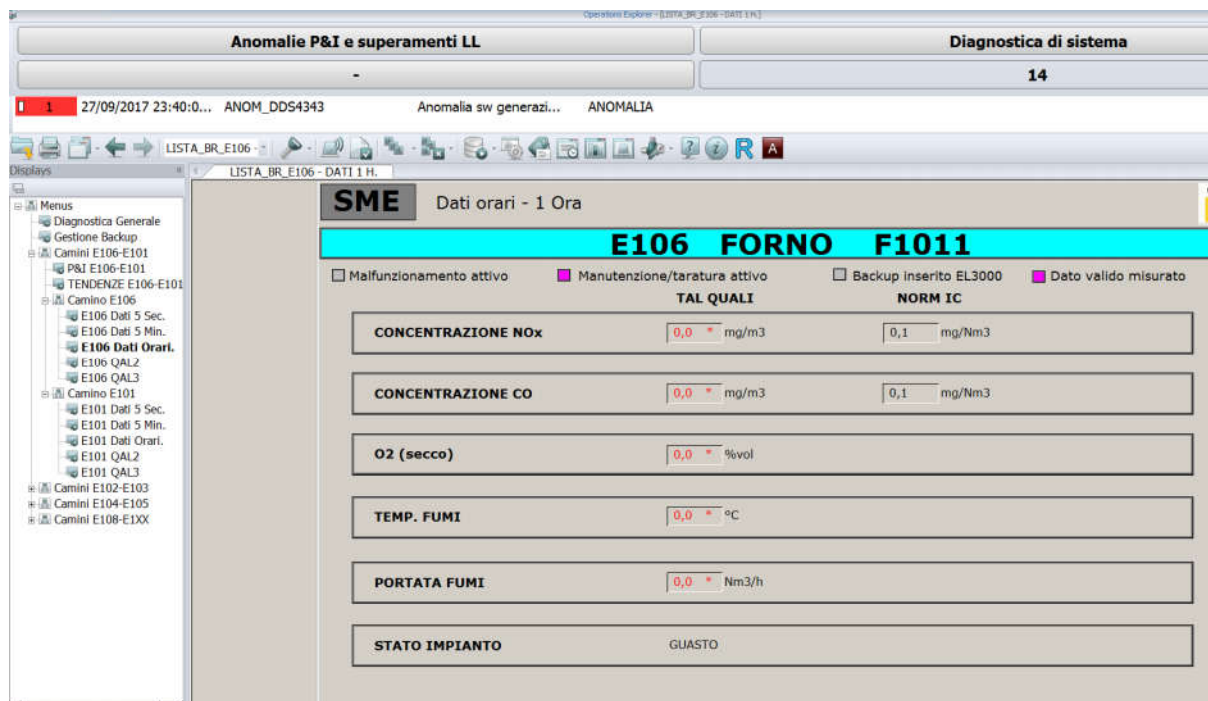 Operations Explorer - [LISTA_BR_E106 - DATI 1 H.]
Anomalie P&I e superamenti LL
Diagnostica di sistema
-
14
1 27/09/2017 23:40:0... ANOM_DDS4343 Anomalia sw generazi... ANOMALIA
LISTA_BR_E106 -
R A
Displays
LISTA_BR_E106 - DATI 1 H.
Menus
Diagnostica Generale
Gestione Backup
Camini E106-E101
P&I E106-E101
TENDENZE E106-E101
Camino E106
E106 Dati 5 Sec.
E106 Dati 5 Min.
E106 Dati Orari.
E106 QAL2
E106 QAL3
Camino E101
E101 Dati 5 Sec.
E101 Dati 5 Min.
E101 Dati Orari.
E101 QAL2
E101 QAL3
Camini E102-E103
Camini E104-E105
Camini E108-E1XX
SME Dati orari - 1 Ora
E106 FORNO F1011
Malfunzionamento attivo Manutenzione/taratura attivo Backup inserito EL3000 Dato valido misurato
TAL QUALI NORM IC
CONCENTRAZIONE NOx 0,0 * mg/m3 0,1 mg/Nm3
CONCENTRAZIONE CO 0,0 * mg/m3 0,1 mg/Nm3
O2 (secco) 0,0 * %vol
TEMP. FUMI 0,0 * ºC
PORTATA FUMI 0,0 * Nm3/h
STATO IMPIANTO GUASTO